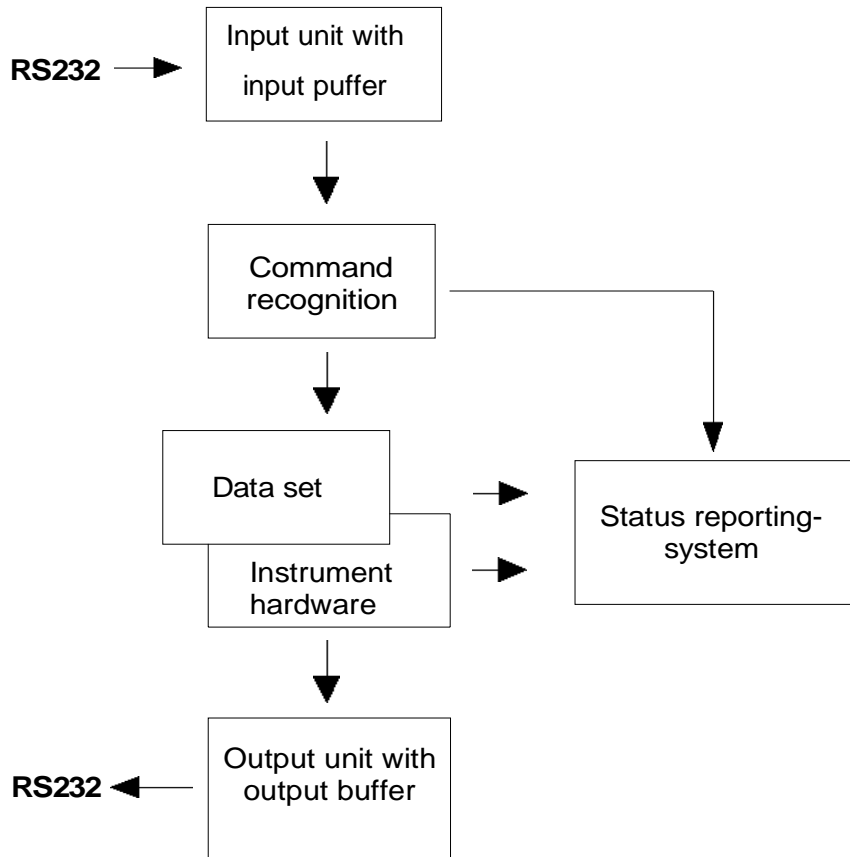 Input unit with
RS232
input puffer
Command
recognition
Data set
Status reporting-
system
Instrument
hardware
Output unit with
RS232
output buffer